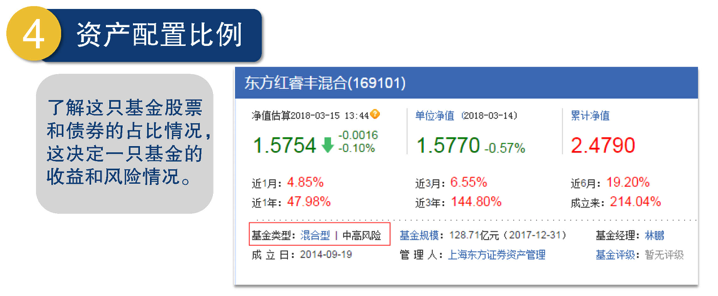 4 资产配置比例
了解这只基金股票
和债券的占比情况,
这决定一只基金的
收益和风险情况。
东方红睿丰混合(169101)
净值估算2018-03-15 13:44 ? 单位净值 (2018-03-14) 累计净值
1.5754 -0.0016 -0.10% 1.5770 -0.57% 2.4790
近1月: 4.85% 近3月: 6.55% 近6月: 19.20%
近1年: 47.98% 近3年: 144.80% 成立来: 214.04%
基金类型: 混合型 | 中高风险 基金规模: 128.71亿元 (2017-12-31) 基金经理: 林鹏
成 立 日: 2014-09-19 管 理 人: 上海东方证券资产管理 基金评级: 暂无评级